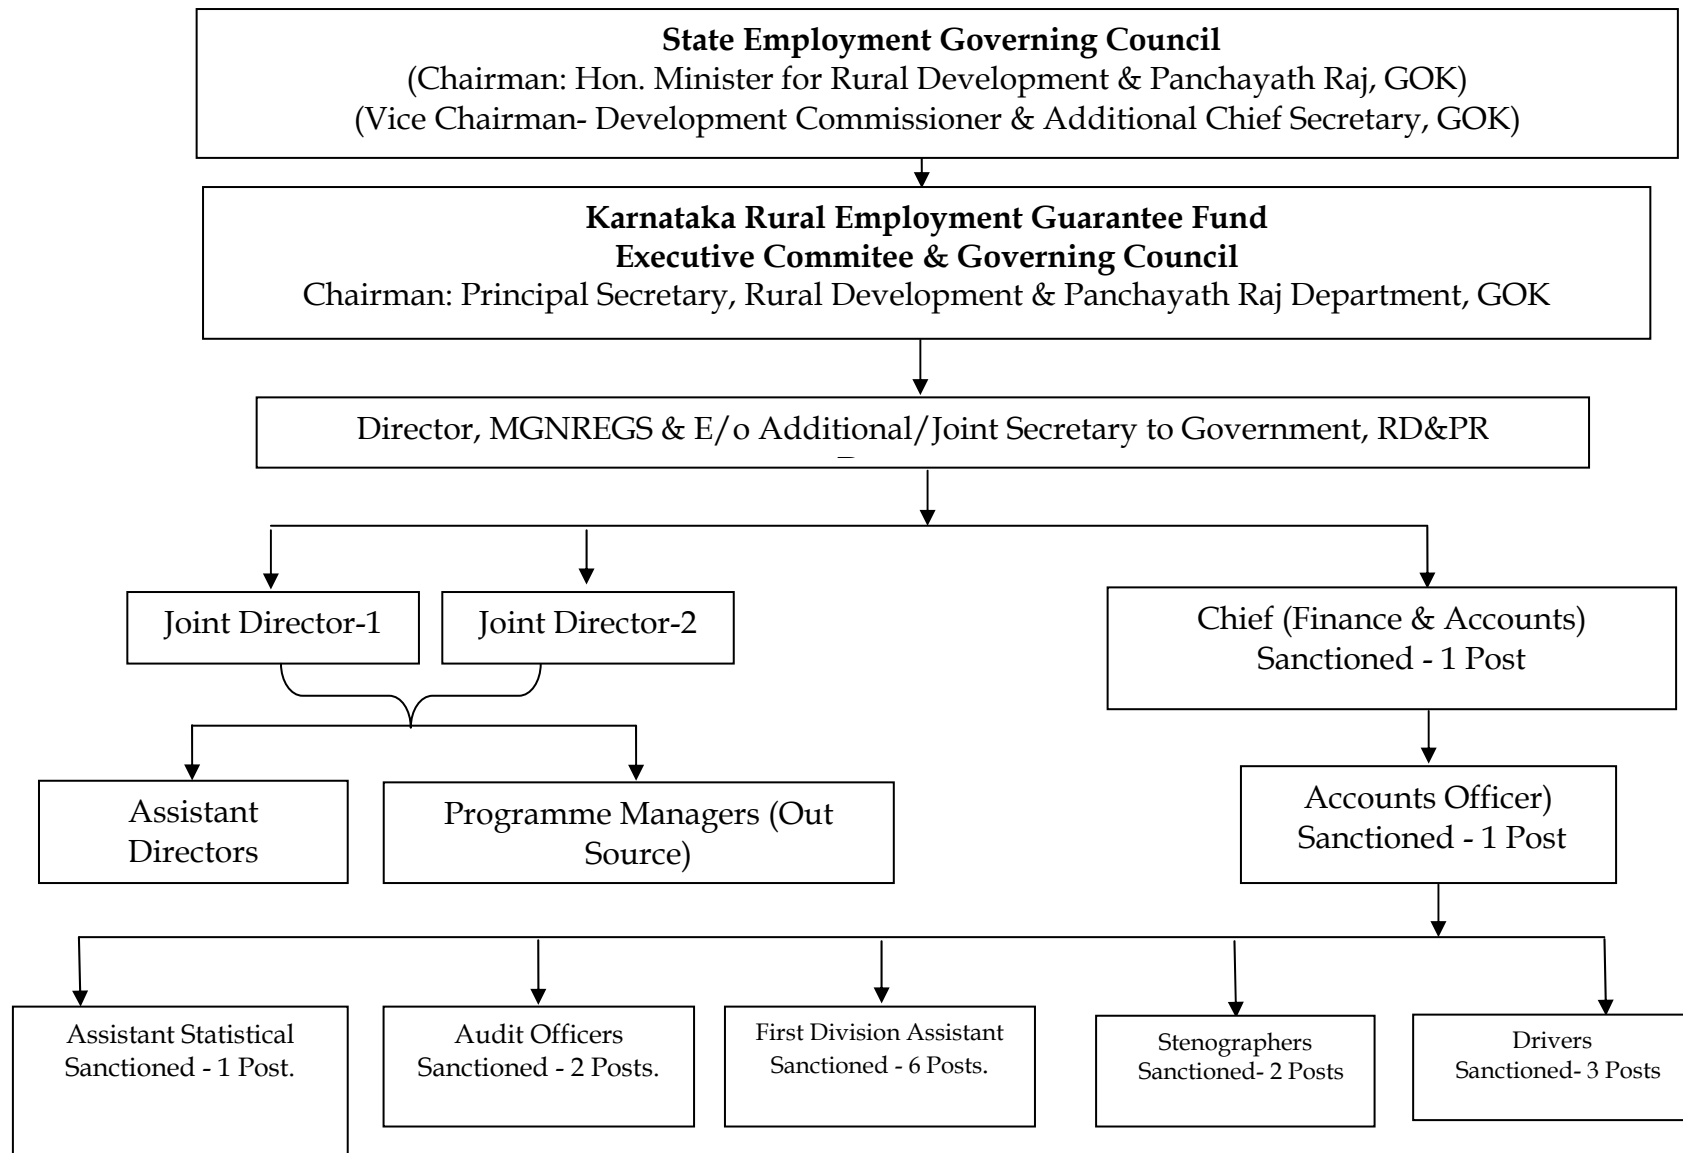 State Employment Governing Council
(Chairman: Hon. Minister for Rural Development & Panchayath Raj, GOK)
(Vice Chairman- Development Commissioner & Additional Chief Secretary, GOK)
Karnataka Rural Employment Guarantee Fund
Executive Commitee & Governing Council
Chairman: Principal Secretary, Rural Development & Panchayath Raj Department, GOK
Director, MGNREGS & E/o Additional/Joint Secretary to Government, RD&PR
Joint Director-1
Joint Director-2
Chief (Finance & Accounts)
Sanctioned - 1 Post
Assistant
Directors
Programme Managers (Out
Source)
Accounts Officer)
Sanctioned - 1 Post
Assistant Statistical
Sanctioned - 1 Post.
Audit Officers
Sanctioned - 2 Posts.
First Division Assistant
Sanctioned - 6 Posts.
Stenographers
Sanctioned- 2 Posts
Drivers
Sanctioned- 3 Posts